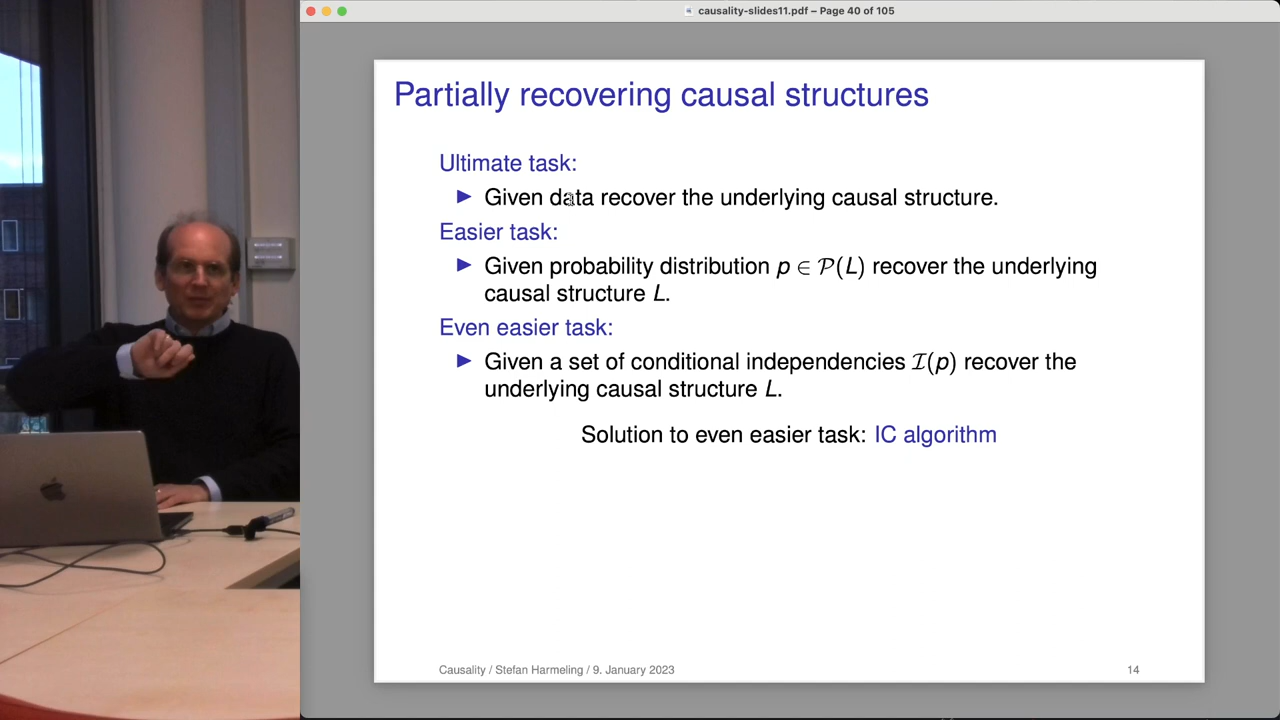 causality-slides11.pdf – Page 40 of 105
Partially recovering causal structures
Ultimate task:
Given data recover the underlying causal structure.
Easier task:
Given probability distribution p ∈ 𝒫(L) recover the underlying
causal structure L.
Even easier task:
Given a set of conditional independencies ℐ(p) recover the
underlying causal structure L.
Solution to even easier task: IC algorithm
Causality / Stefan Harmeling / 9. January 2023
14